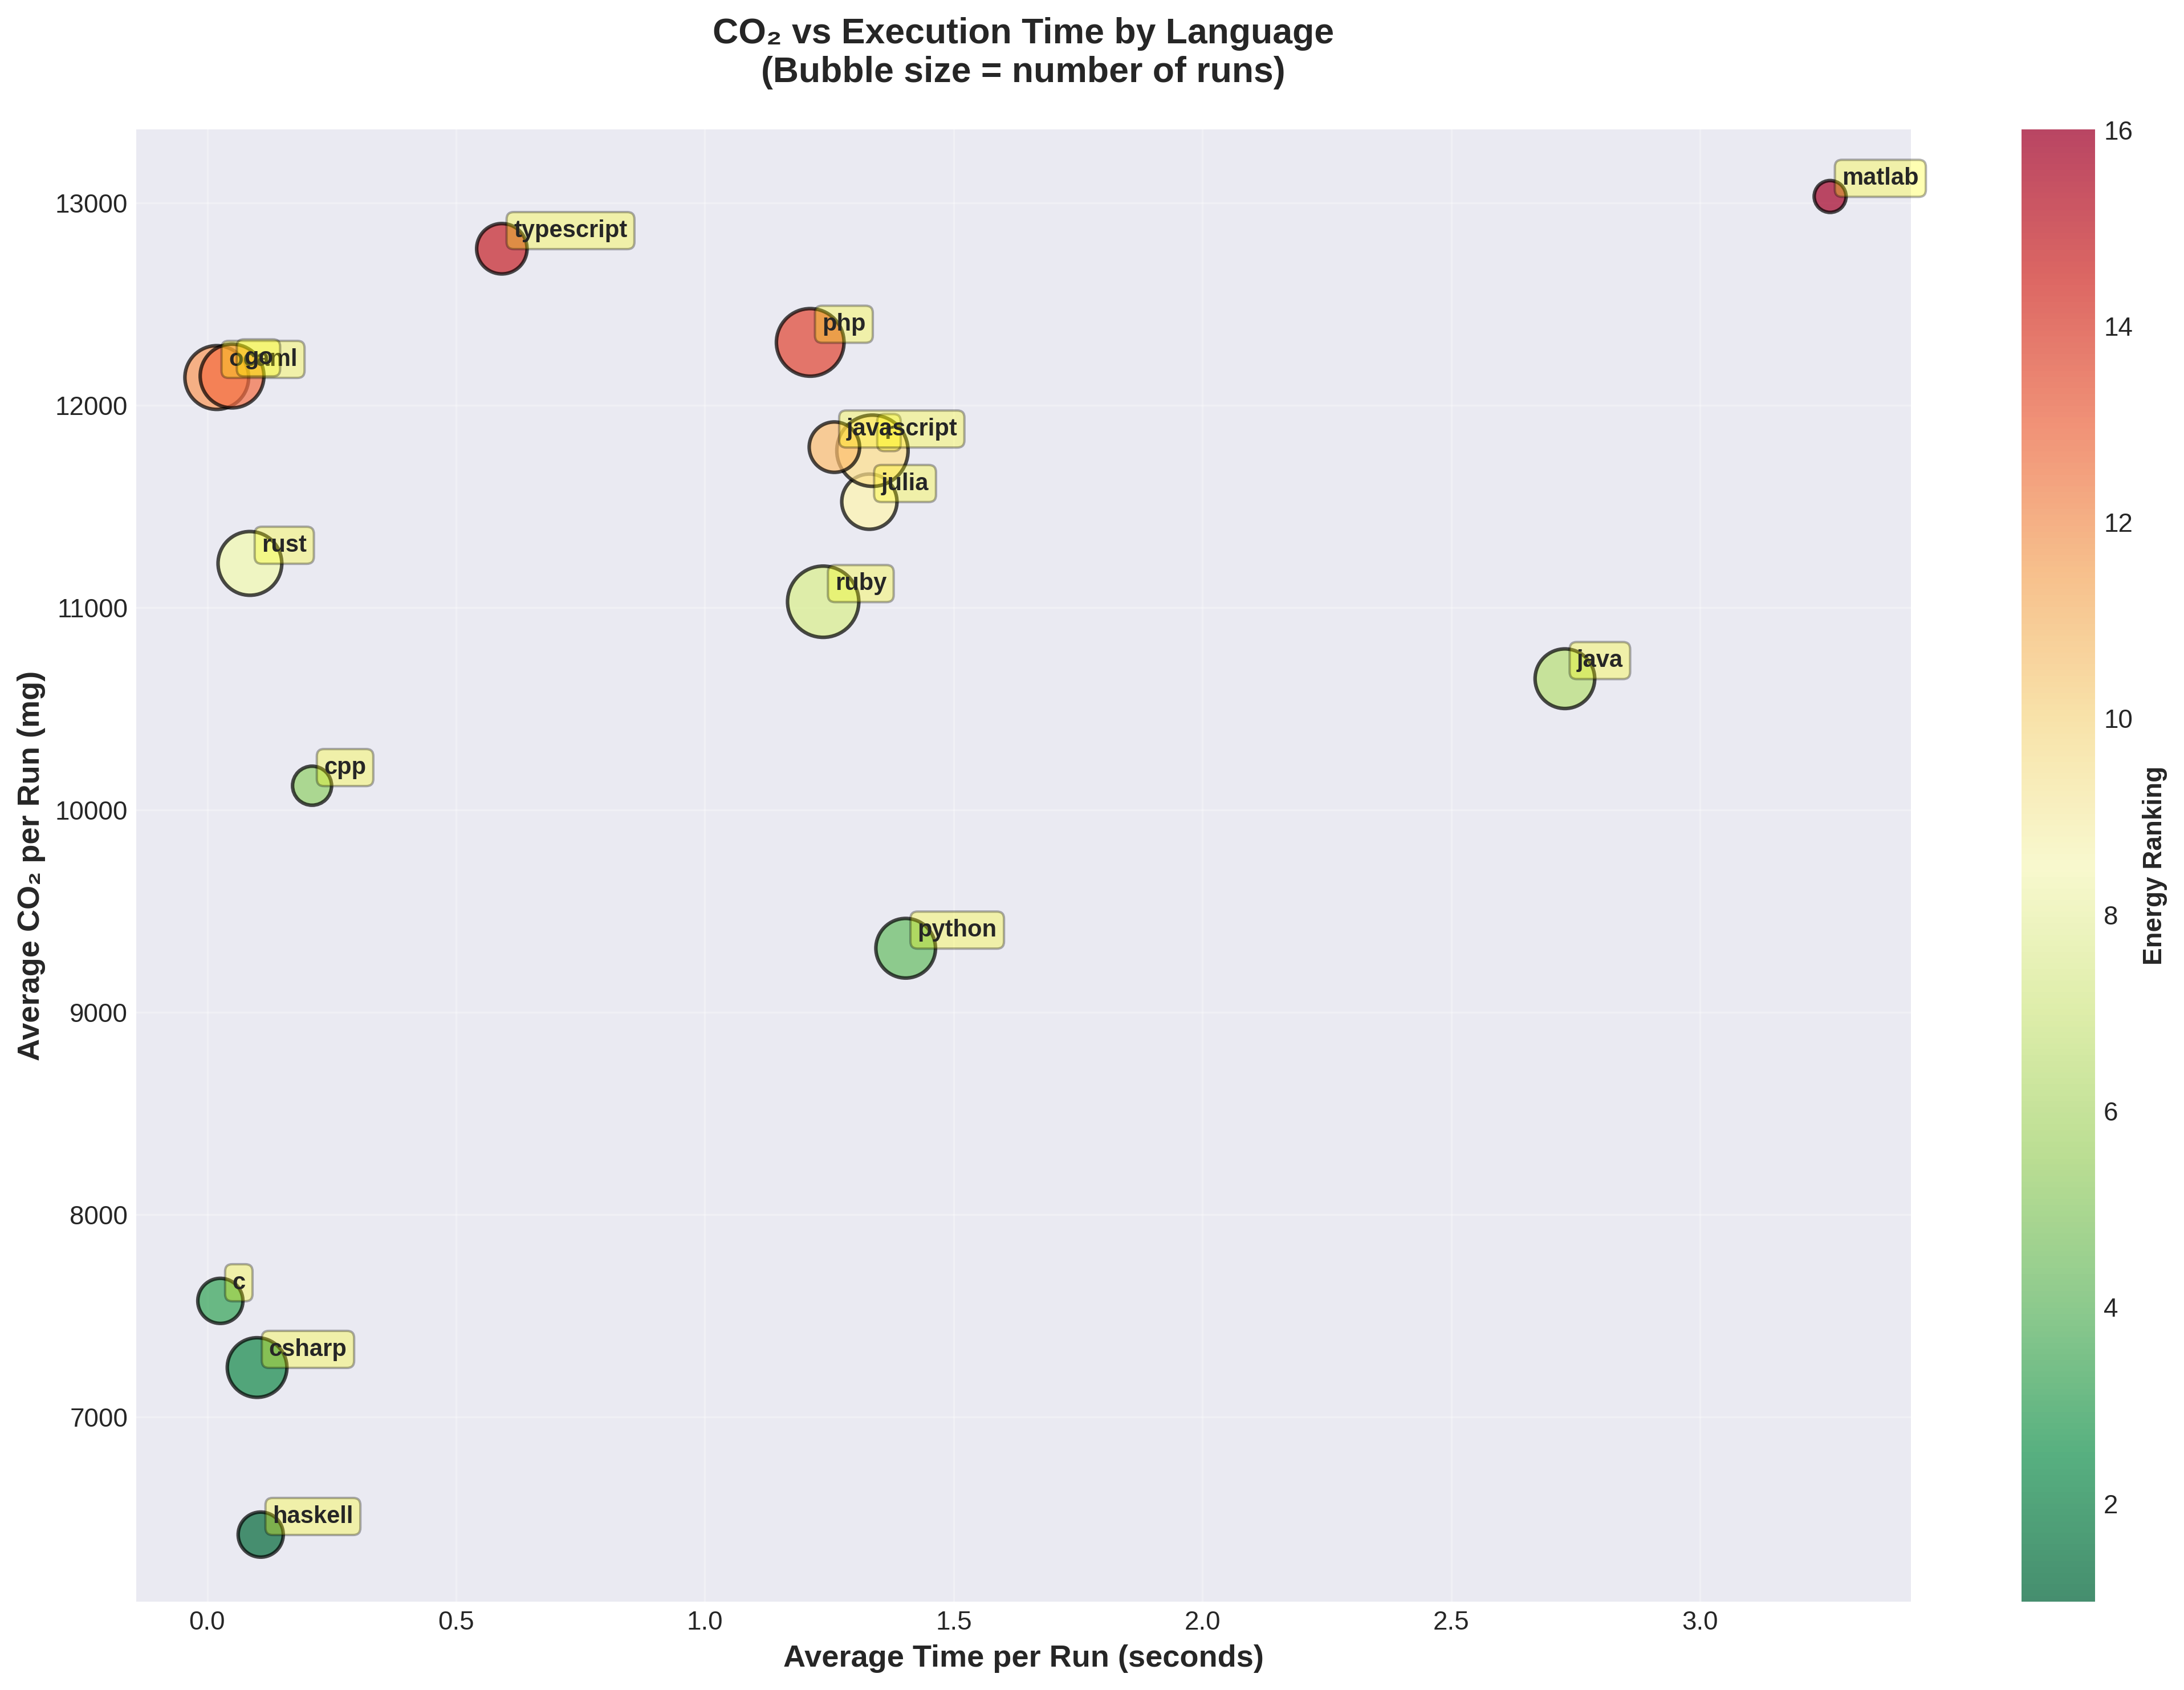 CO₂ vs Execution Time by Language
(Bubble size = number of runs)
Average CO₂ per Run (mg)
13000
12000
11000
10000
9000
8000
7000
matlab
typescript
php
ocaml
go
javascript
r
julia
rust
ruby
java
cpp
python
c
csharp
haskell
0.0 0.5 1.0 1.5 2.0 2.5 3.0
Average Time per Run (seconds)
16
14
12
10
8
6
4
2
Energy Ranking